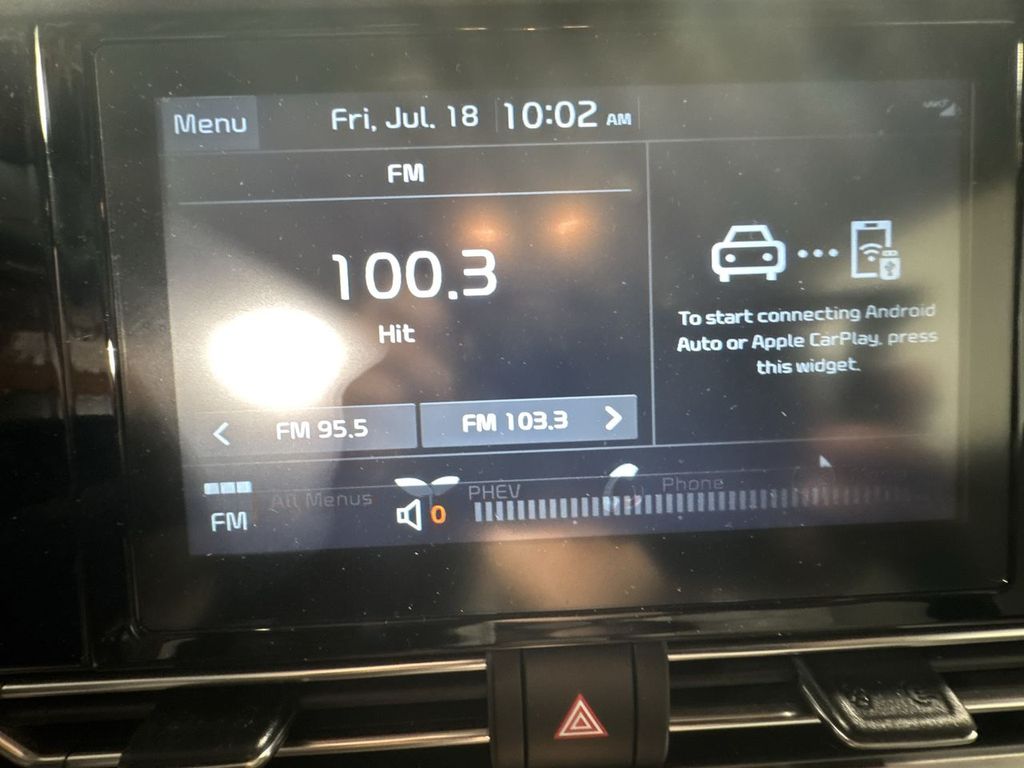 Menu
Fri, Jul. 18 10:02 AM
FM
100.3
Hit
FM 95.5
FM 103.3
To start connecting Android
Auto or Apple CarPlay, press
this widget.
All Menus
PHEV
Phone
FM
0